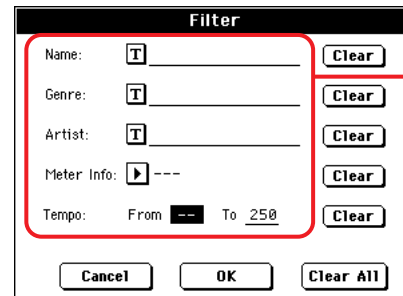 Filter
Name: T Clear
Genre: T Clear
Artist: T Clear
Meter Info: --- Clear
Tempo: From -- To 250 Clear
Cancel OK Clear All